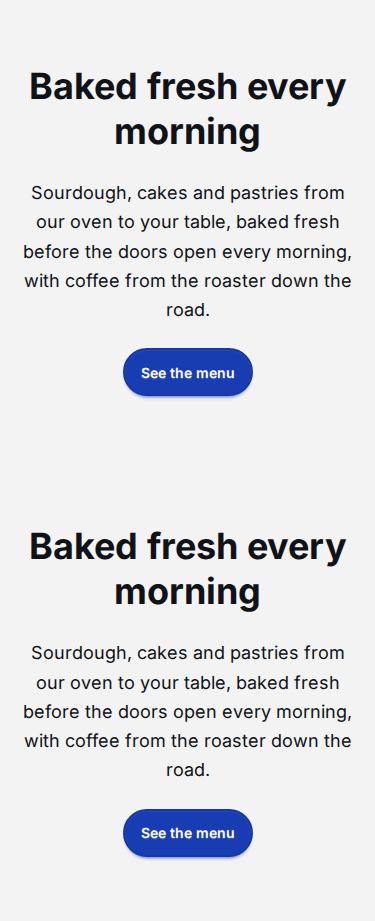 Baked fresh every
morning
Sourdough, cakes and pastries from
our oven to your table, baked fresh
before the doors open every morning,
with coffee from the roaster down the
road.
See the menu
Baked fresh every
morning
Sourdough, cakes and pastries from
our oven to your table, baked fresh
before the doors open every morning,
with coffee from the roaster down the
road.
See the menu